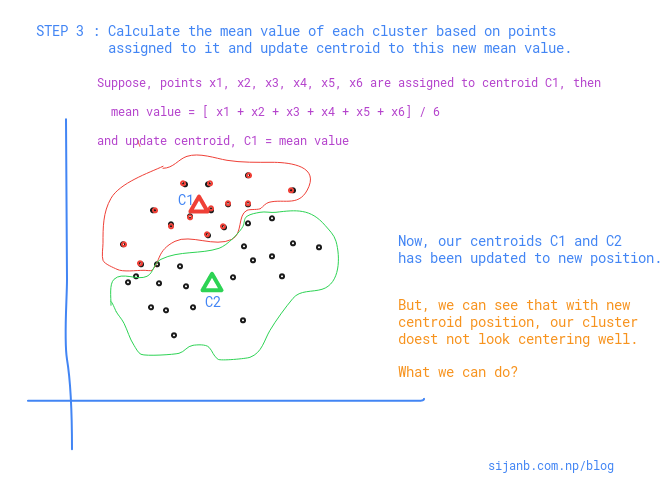 STEP 3 : Calculate the mean value of each cluster based on points
assigned to it and update centroid to this new mean value.
Suppose, points x1, x2, x3, x4, x5, x6 are assigned to centroid C1, then
mean value = [ x1 + x2 + x3 + x4 + x5 + x6] / 6
and update centroid, C1 = mean value
C1
C2
Now, our centroids C1 and C2
has been updated to new position.
But, we can see that with new
centroid position, our cluster
doest not look centering well.
What we can do?
sijanb.com.np/blog